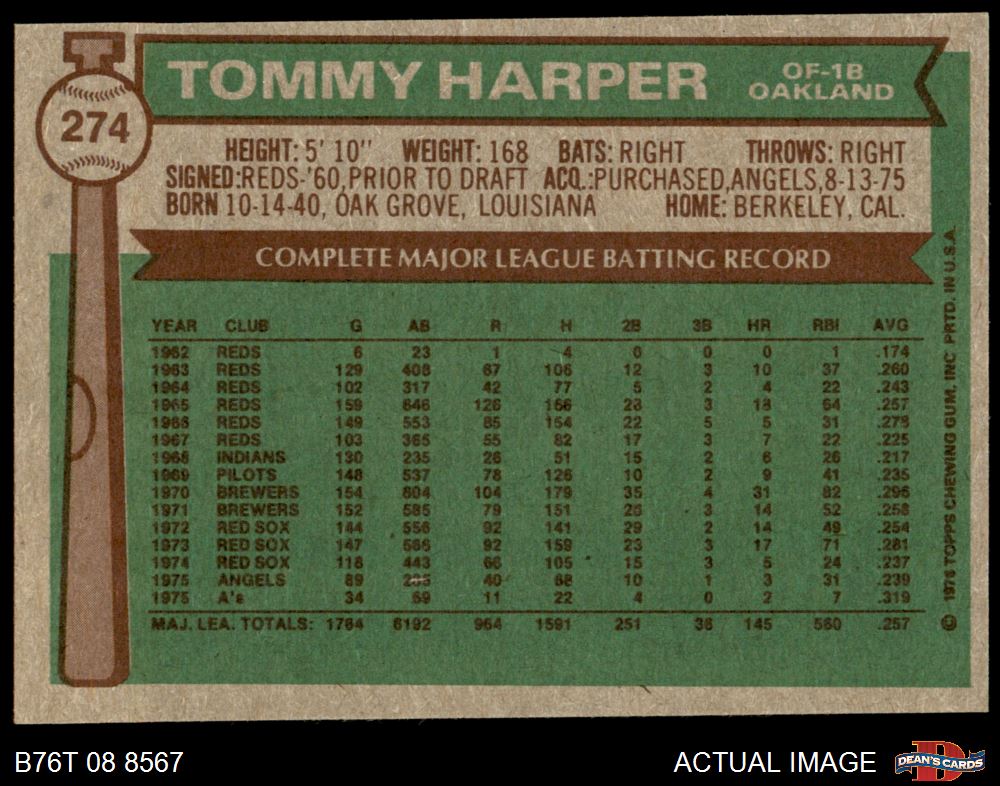 274
TOMMY HARPER
OF-1B
OAKLAND
HEIGHT: 5' 10" WEIGHT: 168 BATS: RIGHT THROWS: RIGHT
SIGNED:REDS-'60,PRIOR TO DRAFT ACQ.:PURCHASED,ANGELS,8-13-75
BORN 10-14-40, OAK GROVE, LOUISIANA HOME: BERKELEY, CAL.
COMPLETE MAJOR LEAGUE BATTING RECORD
YEAR CLUB G AB R H 2B 3B HR RBI AVG
1962 REDS 6 23 1 4 0 0 0 1 .174
1963 REDS 129 408 67 106 12 3 10 37 .260
1964 REDS 102 317 42 77 5 2 4 22 .243
1965 REDS 159 646 126 166 28 3 18 64 .257
1966 REDS 149 553 85 154 22 5 5 31 .278
1967 REDS 103 365 55 82 17 3 7 22 .225
1968 INDIANS 130 235 26 51 15 2 6 26 .217
1969 PILOTS 148 537 78 126 10 2 9 41 .235
1970 BREWERS 154 604 104 179 35 4 31 82 .296
1971 BREWERS 152 585 79 151 26 3 14 52 .258
1972 RED SOX 144 556 92 141 29 2 14 49 .254
1973 RED SOX 147 566 92 159 23 3 17 71 .281
1974 RED SOX 118 443 66 105 15 3 5 24 .237
1975 ANGELS 89 285 40 68 10 1 3 31 .239
1975 A's 34 69 11 22 4 0 2 7 .319
MAJ. LEA. TOTALS: 1764 6192 964 1591 251 36 145 560 .257
© 1976 TOPPS CHEWING GUM, INC PRTD. IN U.S.A.
B76T 08 8567
ACTUAL IMAGE
D
DEAN'S CARDS